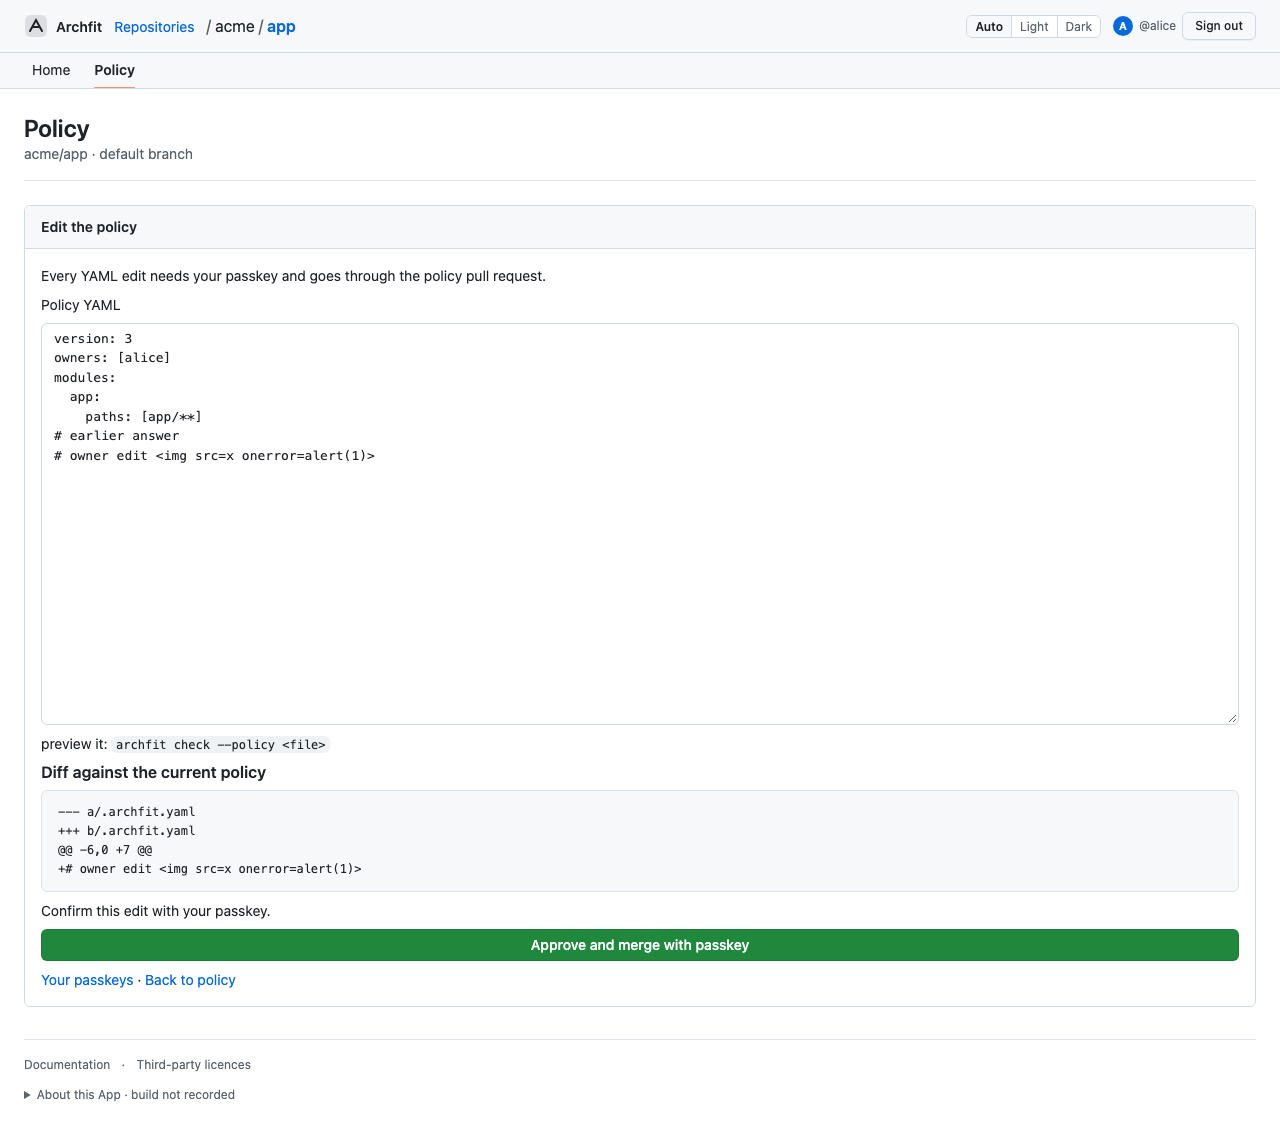 Archfit Repositories / acme / app Auto Light Dark A @alice Sign out
Home Policy
Policy
acme/app · default branch
Edit the policy
Every YAML edit needs your passkey and goes through the policy pull request.
Policy YAML
version: 3
owners: [alice]
modules:
  app:
    paths: [app/**]
# earlier answer
# owner edit <img src=x onerror=alert(1)>
preview it: archfit check --policy <file>
Diff against the current policy
--- a/.archfit.yaml
+++ b/.archfit.yaml
@@ -6,0 +7 @@
+# owner edit <img src=x onerror=alert(1)>
Confirm this edit with your passkey.
Approve and merge with passkey
Your passkeys · Back to policy
Documentation · Third-party licences
About this App · build not recorded